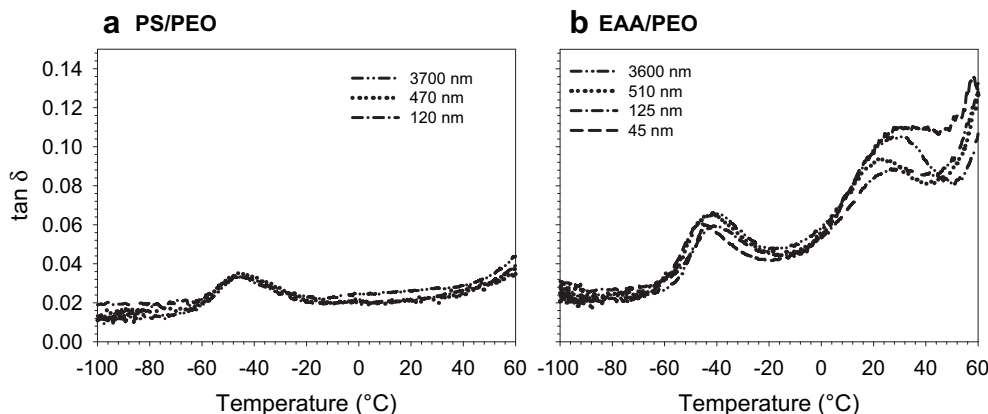 a PS/PEO
b EAA/PEO
tan δ
0.14
0.12
0.10
0.08
0.06
0.04
0.02
0.00
3700 nm
470 nm
120 nm
3600 nm
510 nm
125 nm
45 nm
-100 -80 -60 -40 -20 0 20 40 60
-100 -80 -60 -40 -20 0 20 40 60
Temperature (°C)
Temperature (°C)